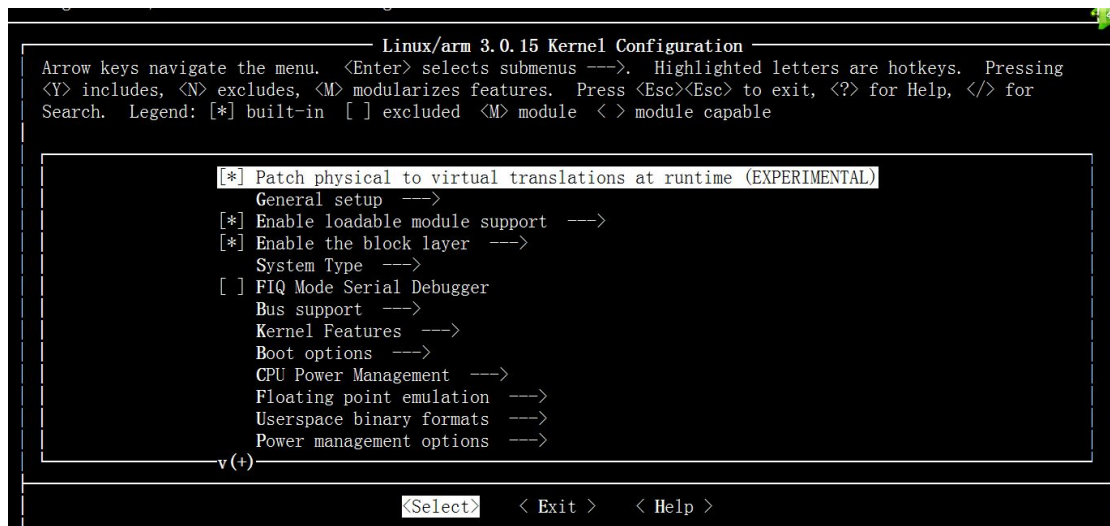 Linux/arm 3.0.15 Kernel Configuration
Arrow keys navigate the menu.  <Enter> selects submenus --->.  Highlighted letters are hotkeys.  Pressing
<Y> includes, <N> excludes, <M> modularizes features.  Press <Esc><Esc> to exit, <?> for Help, </> for
Search.  Legend: [*] built-in  [ ] excluded  <M> module  < > module capable
[*] Patch physical to virtual translations at runtime (EXPERIMENTAL)
General setup  --->
[*] Enable loadable module support  --->
[*] Enable the block layer  --->
System Type  --->
[ ] FIQ Mode Serial Debugger
Bus support  --->
Kernel Features  --->
Boot options  --->
CPU Power Management  --->
Floating point emulation  --->
Userspace binary formats  --->
Power management options  --->
v(+)
<Select>    < Exit >    < Help >